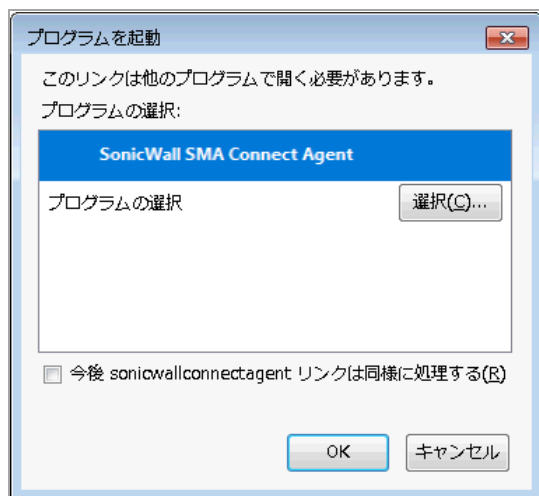 プログラムを起動
このリンクは他のプログラムで開く必要があります。
プログラムの選択:
SonicWall SMA Connect Agent
プログラムの選択
選択(C)...
今後 sonicwallconnectagent リンクは同様に処理する(R)
OK
キャンセル